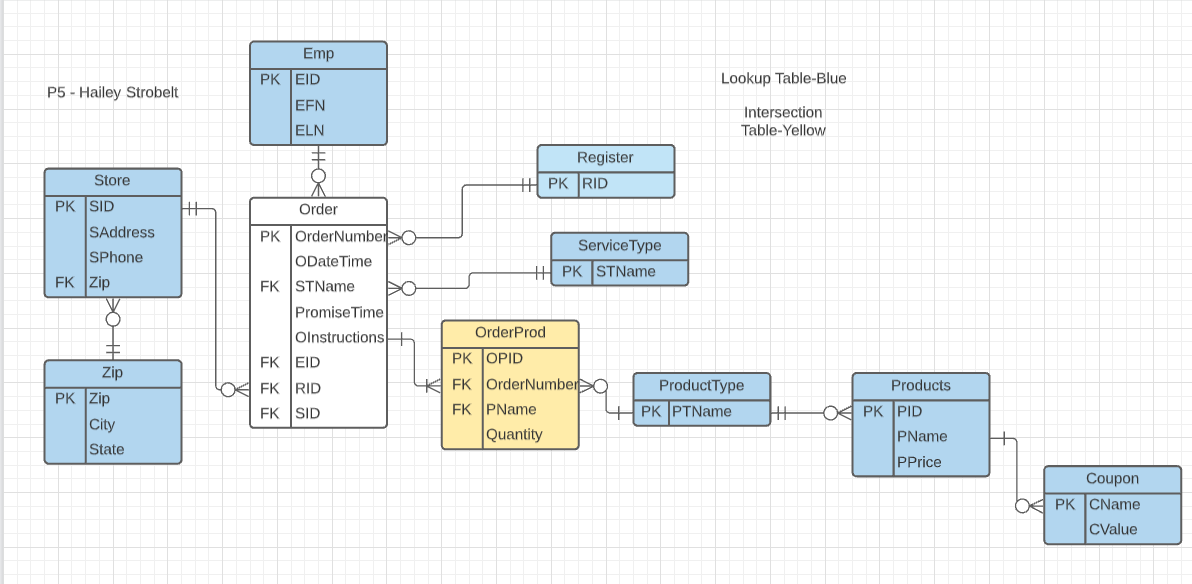 P5 - Hailey Strobelt
Lookup Table-Blue
Intersection
Table-Yellow
Emp
PK EID
EFN
ELN
Store
PK SID
SAddress
SPhone
FK Zip
Zip
PK Zip
City
State
Order
PK OrderNumber
ODateTime
FK STName
PromiseTime
OInstructions
FK EID
FK RID
FK SID
Register
PK RID
ServiceType
PK STName
OrderProd
PK OPID
FK OrderNumber
FK PName
Quantity
ProductType
PK PTName
Products
PK PID
PName
PPrice
Coupon
PK CName
CValue